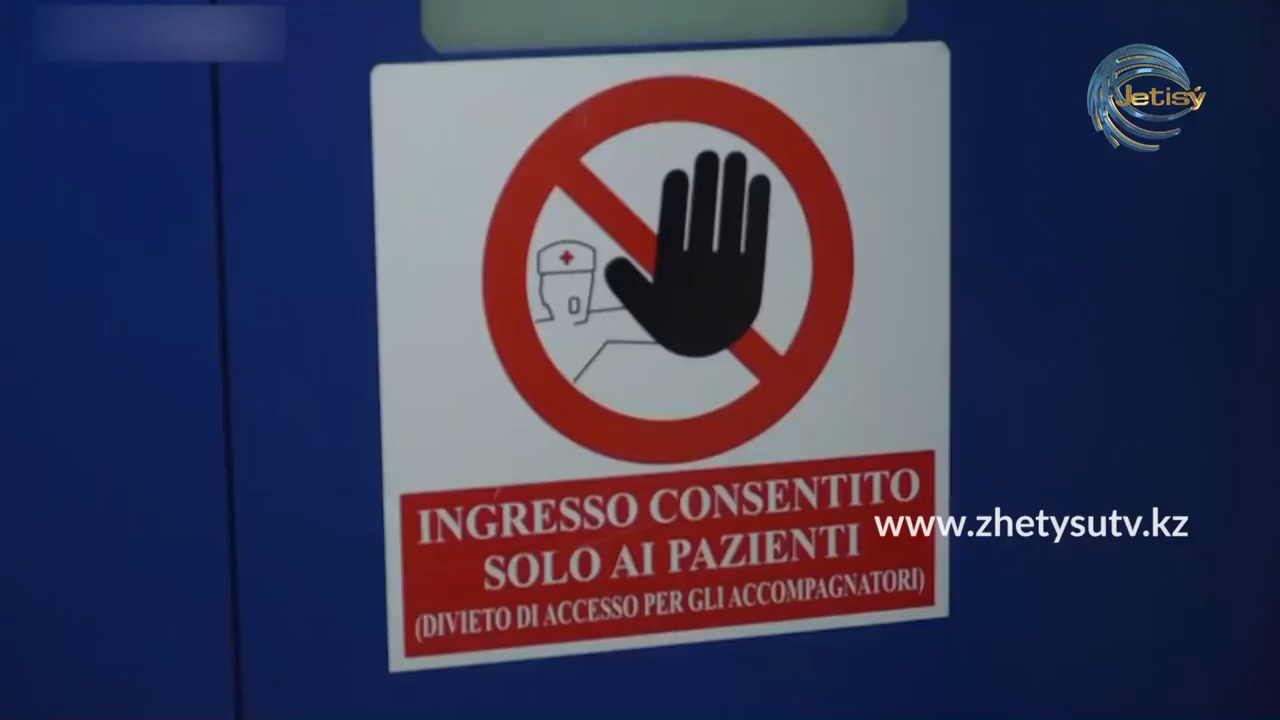 Jetisý
INGRESSO CONSENTITO
SOLO AI PAZIENTI
(DIVIETO DI ACCESSO PER GLI ACCOMPAGNATORI)
www.zhetysutv.kz